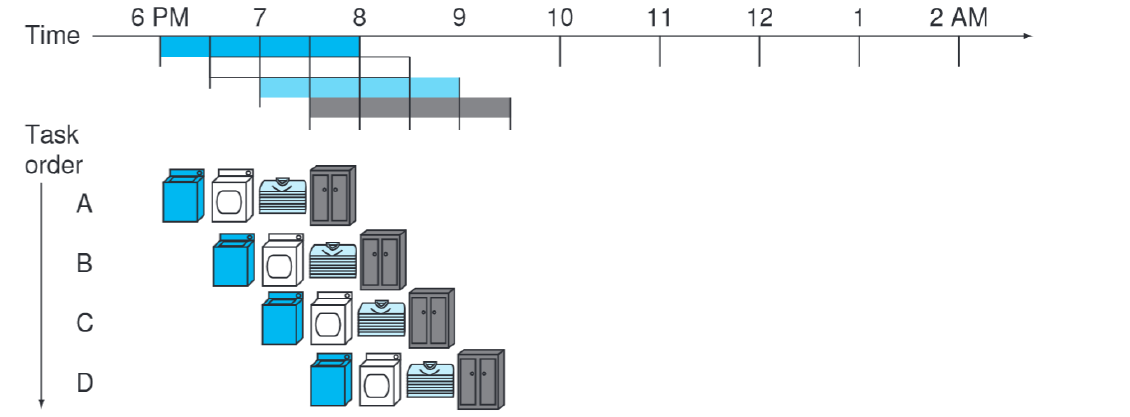 6 PM 7 8 9 10 11 12 1 2 AM
Time
Task
order
A
B
C
D